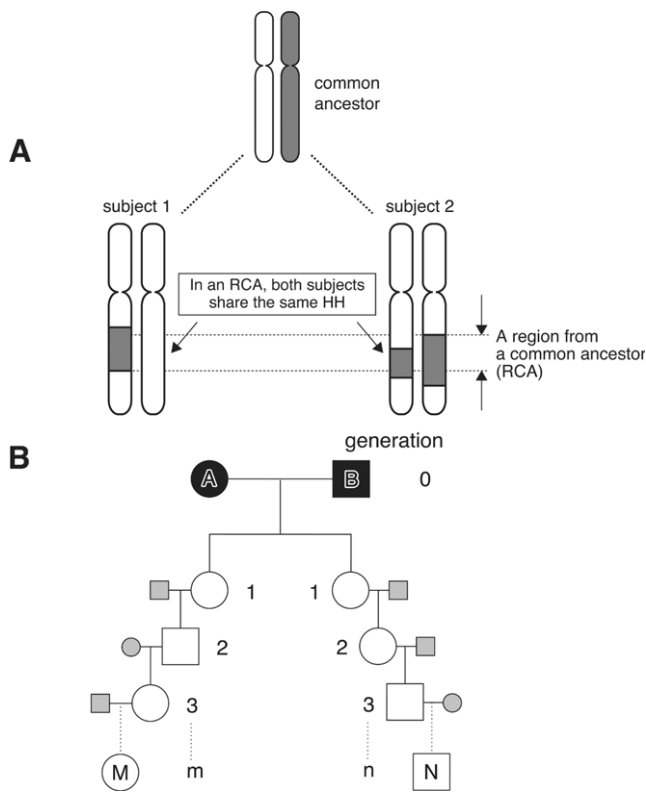 common
ancestor
A
subject 1
subject 2
In an RCA, both subjects
share the same HH
A region from
a common ancestor
(RCA)
B
generation
A
B
0
1
1
2
2
3
3
M
m
n
N